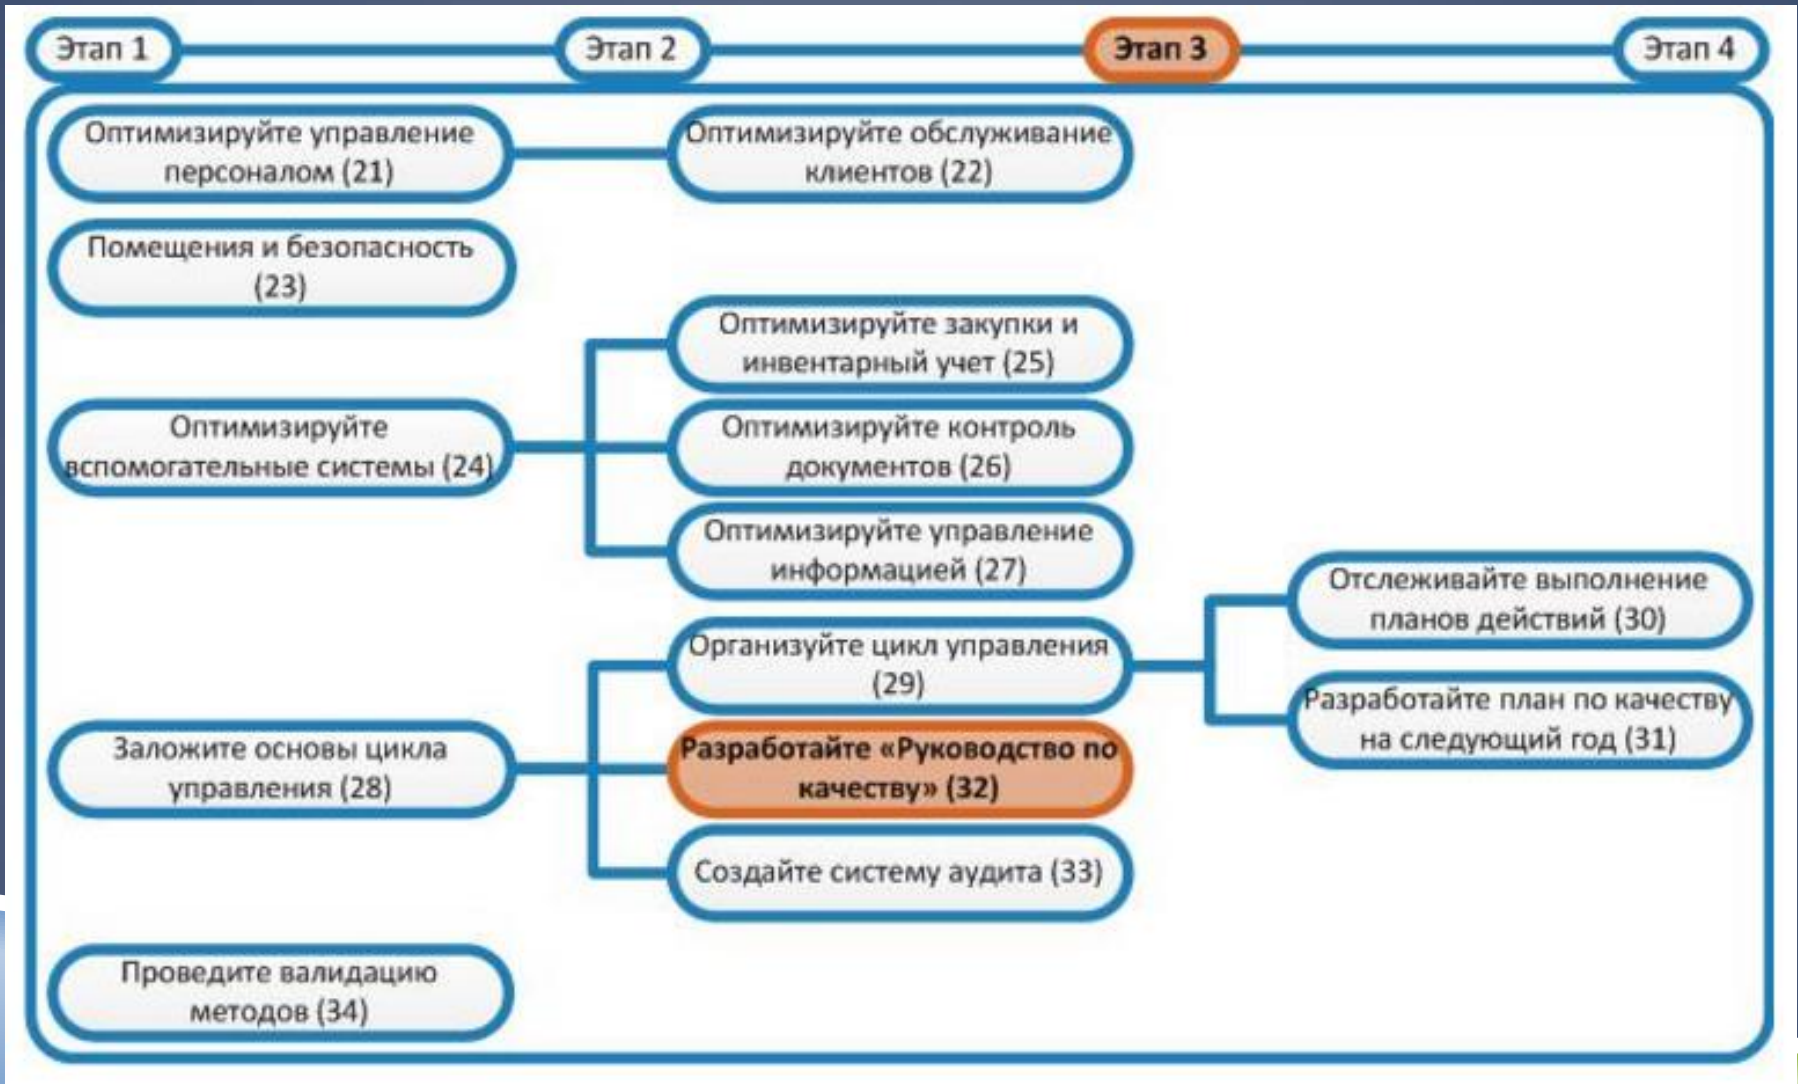 Этап 1
Этап 2
Этап 3
Этап 4
Оптимизируйте управление
персоналом (21)
Оптимизируйте обслуживание
клиентов (22)
Помещения и безопасность
(23)
Оптимизируйте закупки и
инвентарный учет (25)
Оптимизируйте
вспомогательные системы (24)
Оптимизируйте контроль
документов (26)
Оптимизируйте управление
информацией (27)
Отслеживайте выполнение
планов действий (30)
Организуйте цикл управления
(29)
Разработайте план по качеству
на следующий год (31)
Заложите основы цикла
управления (28)
Разработайте «Руководство по
качеству» (32)
Создайте систему аудита (33)
Проведите валидацию
методов (34)